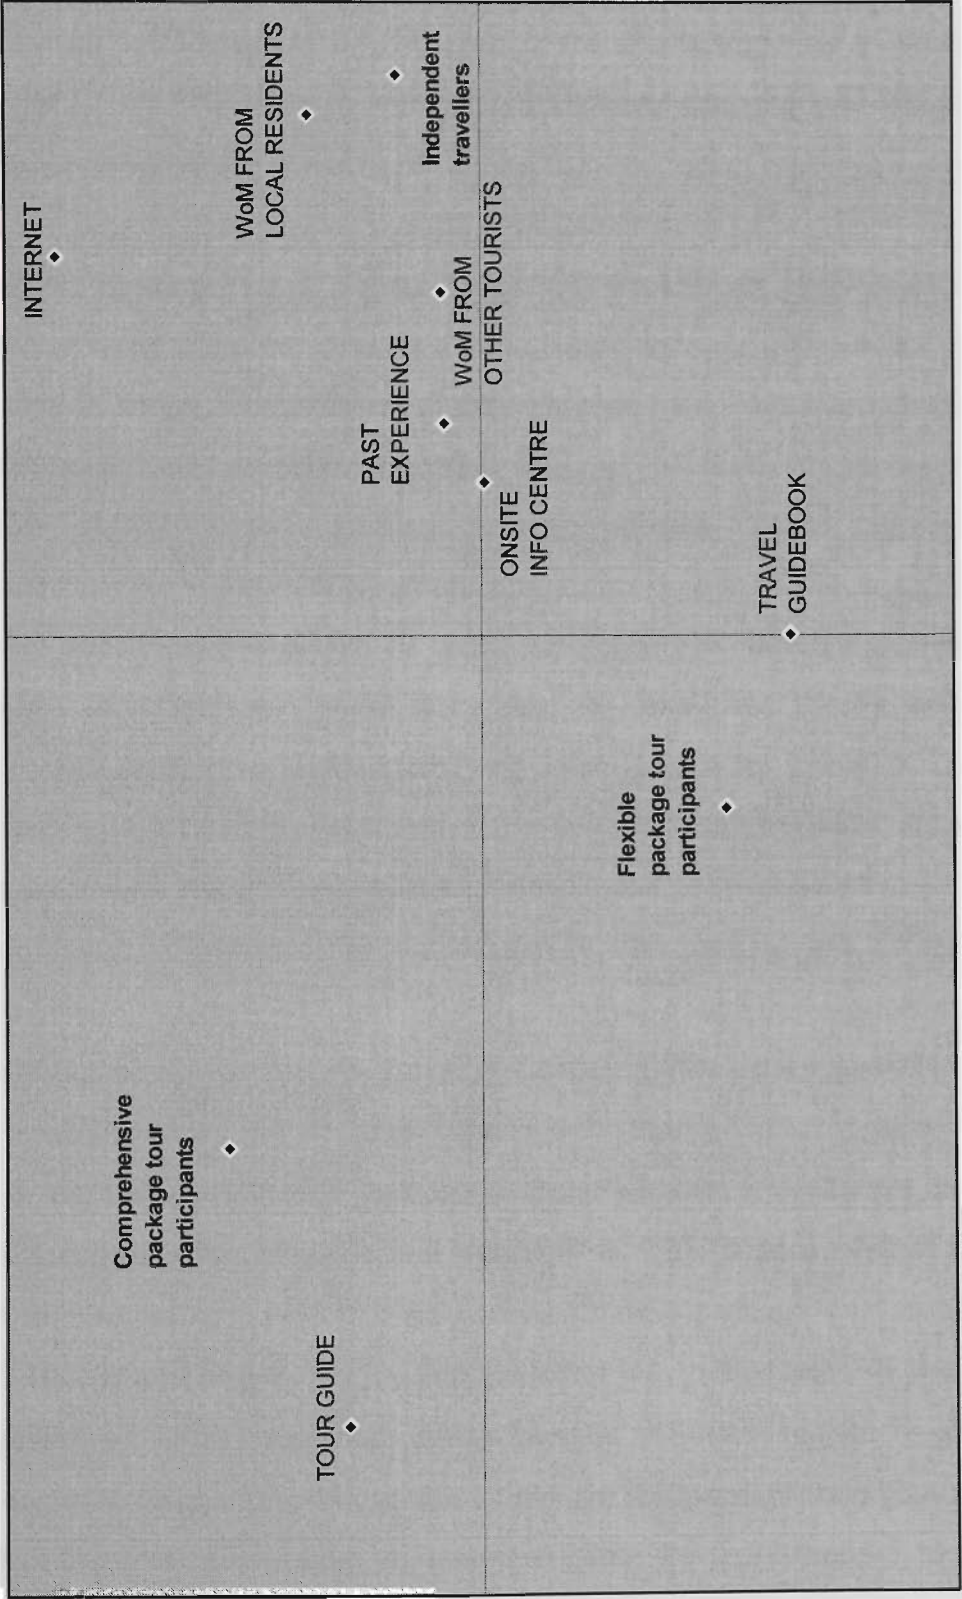 INTERNET
Comprehensive
package tour
participants
WoM FROM
LOCAL RESIDENTS
TOUR GUIDE
PAST
EXPERIENCE
Independent
travellers
WoM FROM
OTHER TOURISTS
ONSITE
INFO CENTRE
Flexible
package tour
participants
TRAVEL
GUIDEBOOK